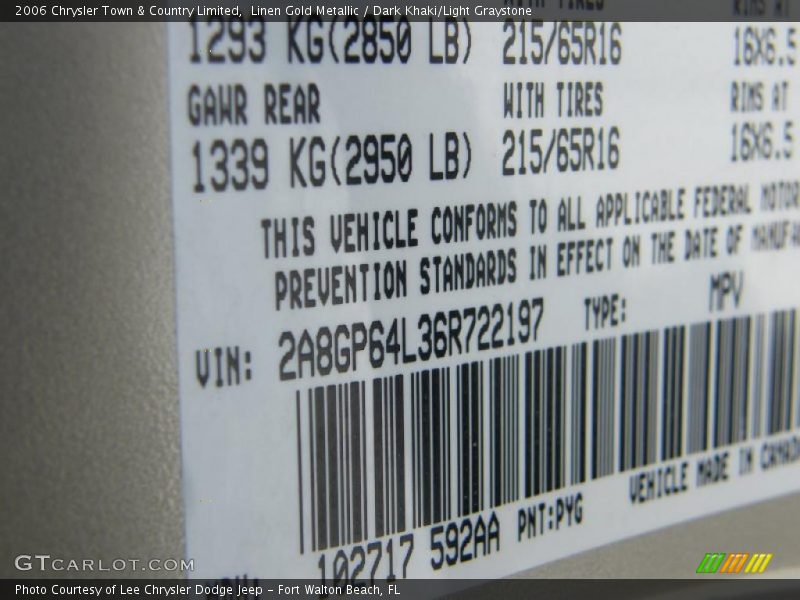 2006 Chrysler Town & Country Limited, Linen Gold Metallic / Dark Khaki/Light Graystone
WITH TIRES RIMS AT
1293 KG(2850 LB) 215/65R16 16X6.5
GAWR REAR WITH TIRES RIMS AT
1339 KG(2950 LB) 215/65R16 16X6.5
THIS VEHICLE CONFORMS TO ALL APPLICABLE FEDERAL MOTOR
PREVENTION STANDARDS IN EFFECT ON THE DATE OF MANUFA
VIN: 2A8GP64L36R722197 TYPE: MPV
VEHICLE MADE IN CANADA
102717 592AA PNT:PYG
GTCARLOT.COM
Photo Courtesy of Lee Chrysler Dodge Jeep - Fort Walton Beach, FL